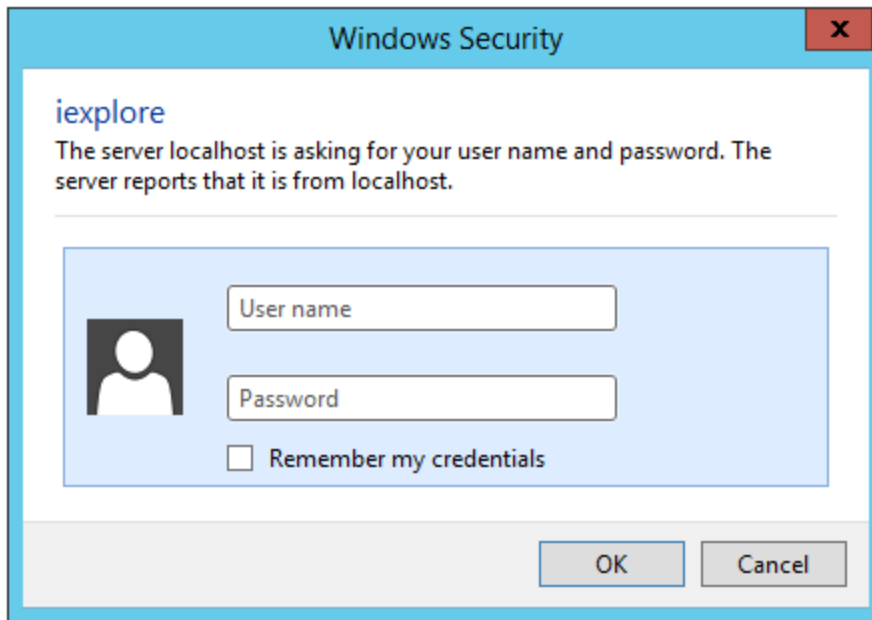 Windows Security
x
iexplore
The server localhost is asking for your user name and password. The
server reports that it is from localhost.
User name
Password
Remember my credentials
OK
Cancel